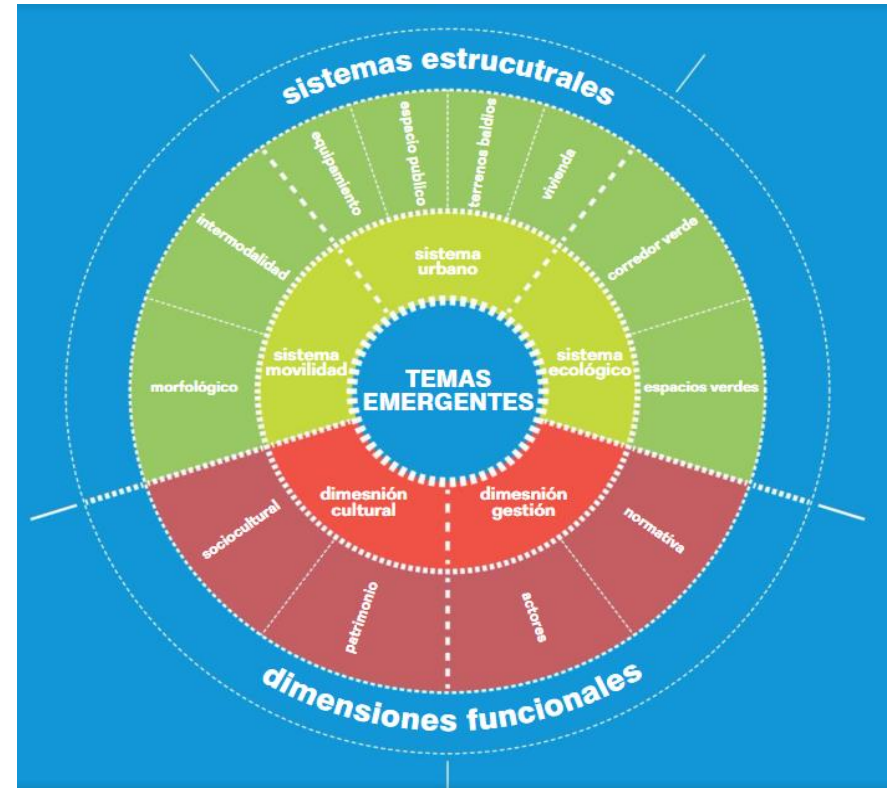 sistemas estrucutrales
equipamiento
espacio publico
terrenos baldios
vivienda
intermodalidad
corredor verde
morfológico
espacios verdes
sistema
urbano
sistema
movilidad
sistema
ecológico
TEMAS
EMERGENTES
dimesnión
cultural
dimesnión
gestión
sociocultural
patrimonio
actores
normativa
dimensiones funcionales